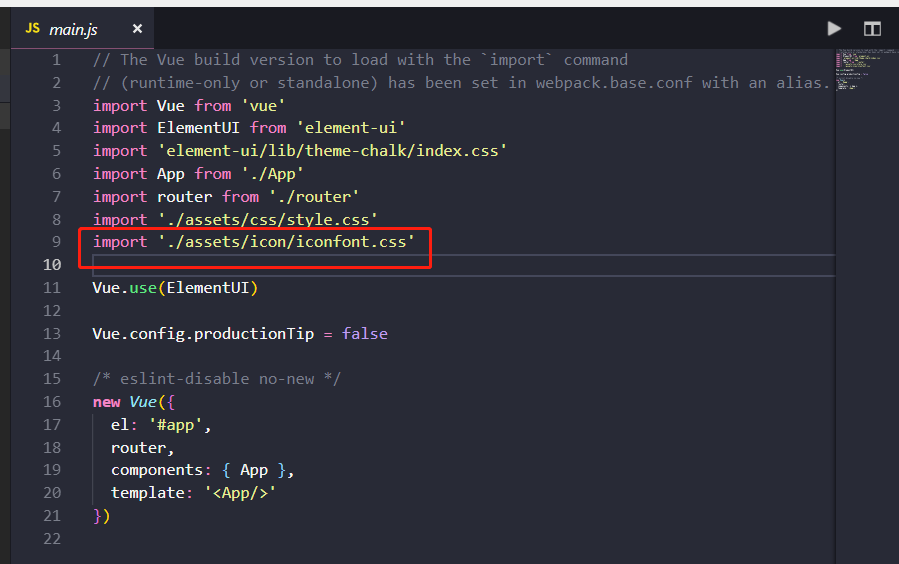 JS main.js ×
1 // The Vue build version to load with the `import` command
2 // (runtime-only or standalone) has been set in webpack.base.conf with an alias.
3 import Vue from 'vue'
4 import ElementUI from 'element-ui'
5 import 'element-ui/lib/theme-chalk/index.css'
6 import App from './App'
7 import router from './router'
8 import './assets/css/style.css'
9 import './assets/icon/iconfont.css'
10
11 Vue.use(ElementUI)
12
13 Vue.config.productionTip = false
14
15 /* eslint-disable no-new */
16 new Vue({
17   el: '#app',
18   router,
19   components: { App },
20   template: '<App/>'
21 })
22